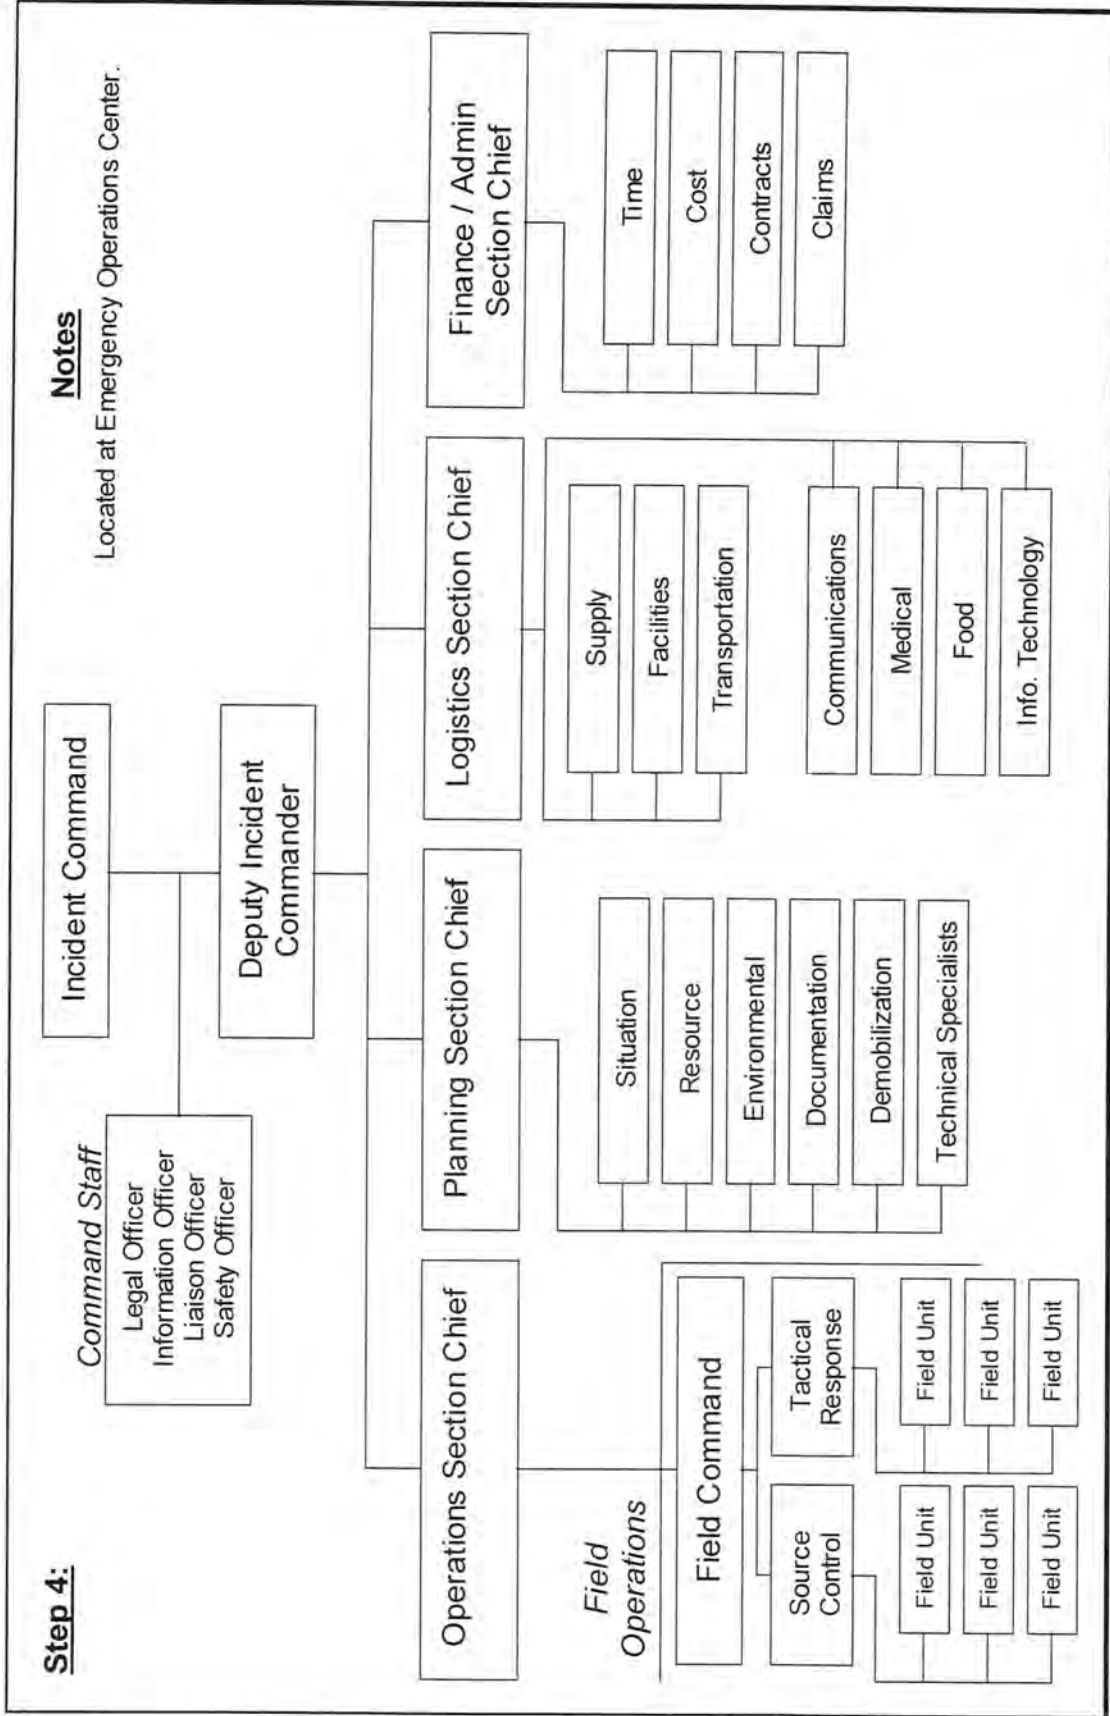 Step 4:
Notes
Located at Emergency Operations Center.
Incident Command
Command Staff
Legal Officer
Information Officer
Liaison Officer
Safety Officer
Deputy Incident
Commander
Operations Section Chief
Planning Section Chief
Logistics Section Chief
Finance / Admin
Section Chief
Field
Operations
Field Command
Source
Control
Tactical
Response
Field Unit
Field Unit
Field Unit
Field Unit
Field Unit
Field Unit
Situation
Resource
Environmental
Documentation
Demobilization
Technical Specialists
Supply
Facilities
Transportation
Communications
Medical
Food
Info. Technology
Time
Cost
Contracts
Claims